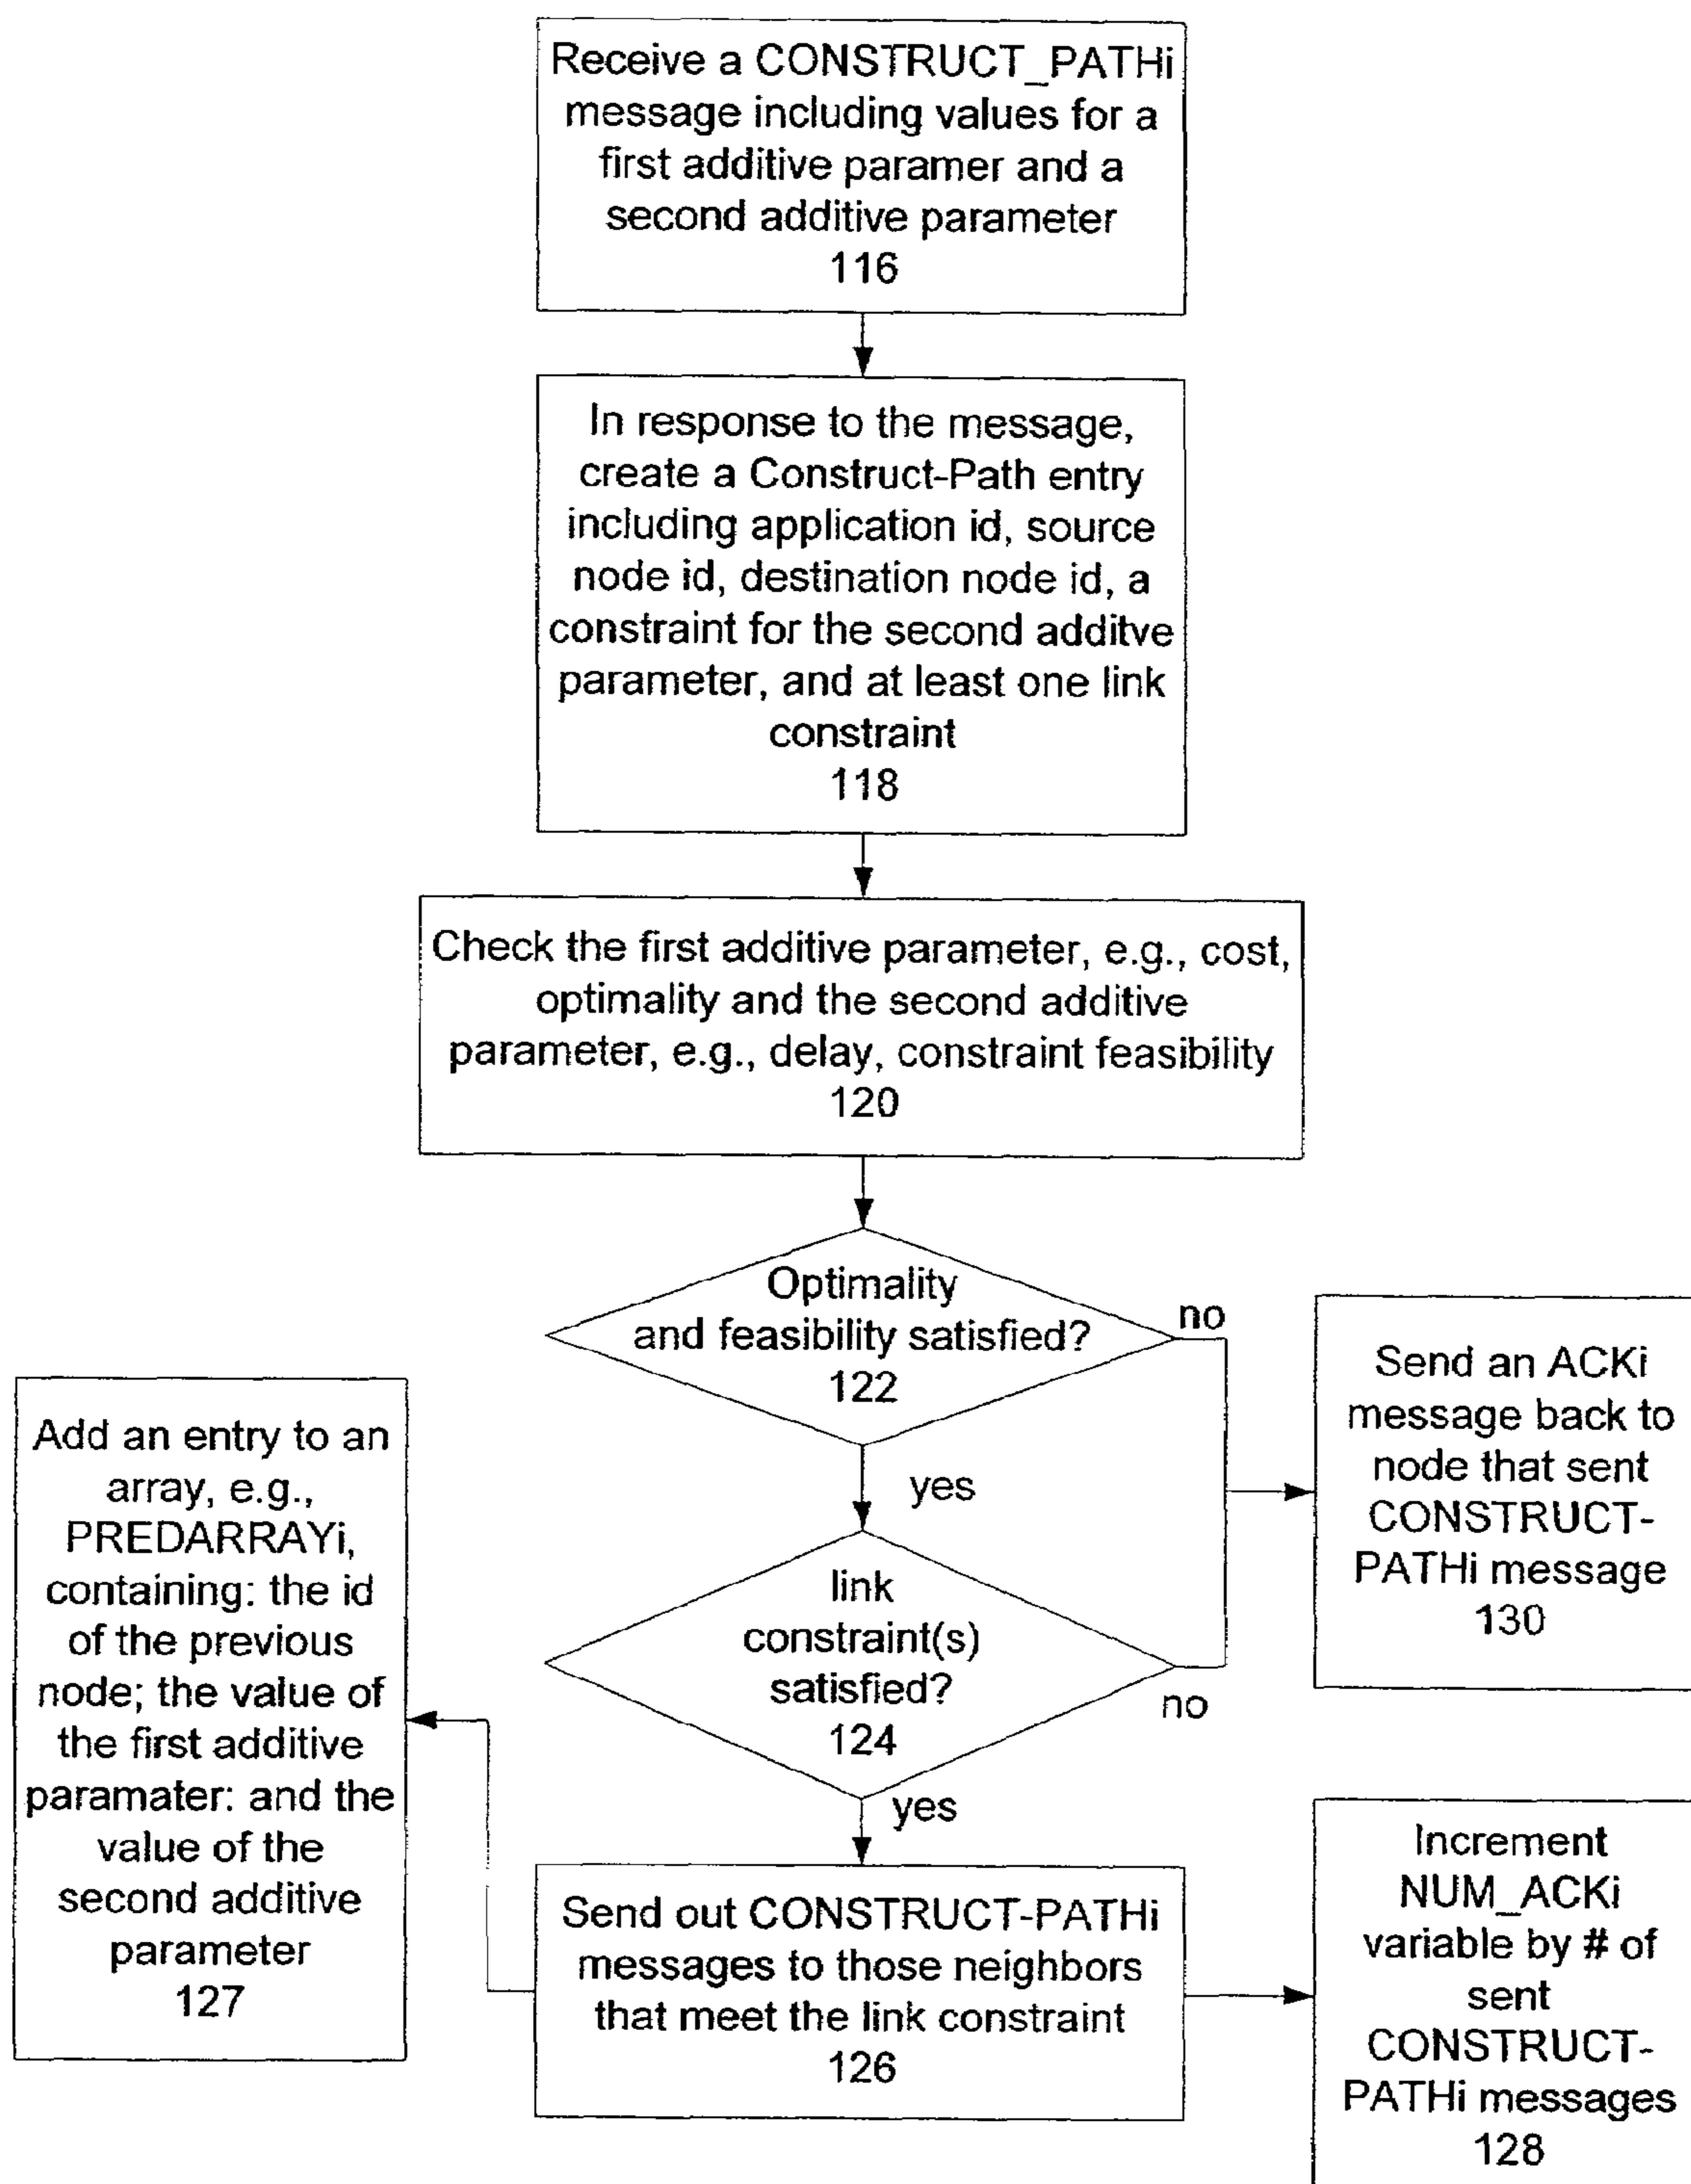 Receive a CONSTRUCT_PATHi
message including values for a
first additive paramer and a
second additive parameter
116
In response to the message,
create a Construct-Path entry
including application id, source
node id, destination node id, a
constraint for the second additve
parameter, and at least one link
constraint
118
Check the first additive parameter, e.g., cost,
optimality and the second additive
parameter, e.g., delay, constraint feasibility
120
Optimality
and feasibility satisfied?
122
no
yes
Send an ACKi
message back to
node that sent
CONSTRUCT-
PATHi message
130
link
constraint(s)
satisfied?
124
no
yes
Add an entry to an
array, e.g.,
PREDARRAYi,
containing: the id
of the previous
node; the value of
the first additive
paramater: and the
value of the
second additive
parameter
127
Send out CONSTRUCT-PATHi
messages to those neighbors
that meet the link constraint
126
Increment
NUM_ACKi
variable by # of
sent
CONSTRUCT-
PATHi messages
128